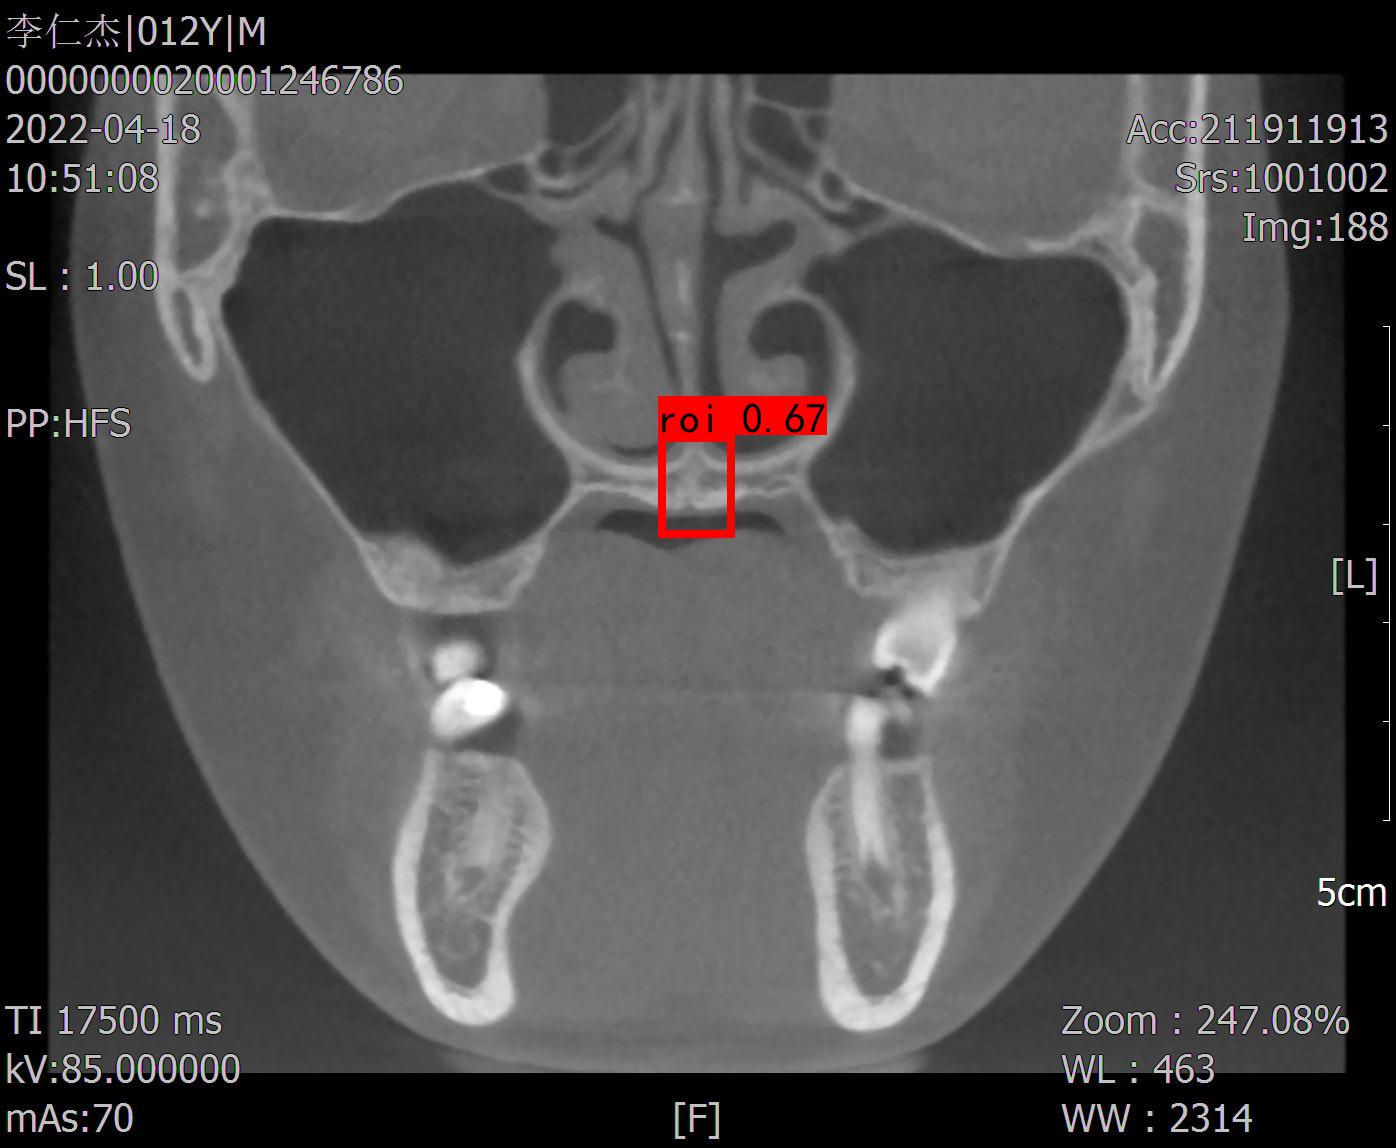 李仁杰|012Y|M
0000000020001246786
2022-04-18
10:51:08
SL : 1.00
PP:HFS
Acc:211911913
Srs:1001002
Img:188
roi 0.67
[L]
5cm
TI 17500 ms
kV:85.000000
mAs:70
[F]
Zoom : 247.08%
WL : 463
WW : 2314